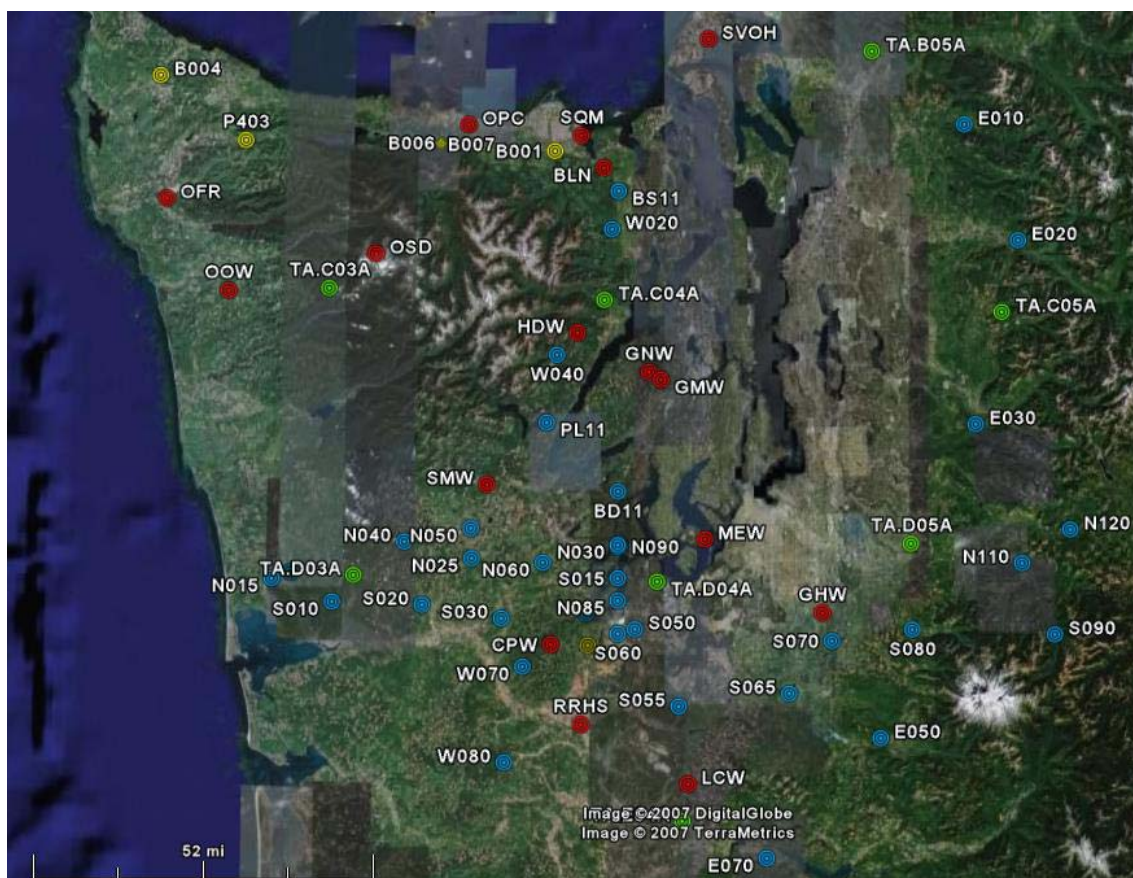 SVOH
TA.B05A
B004
P403
OPC
SQM
E010
B006
B007
B001
BLN
BS11
OFR
W020
E020
OSD
OOW
TA.C03A
TA.C04A
TA.C05A
HDW
GNW
W040
GMW
PL11
E030
SMW
BD11
N040
N050
MEW
TA.D05A
N120
N030
N090
N025
N060
N110
TA.D03A
N015
S015
TA.D04A
S010
S020
N085
GHW
S030
S050
S070
S080
S090
CPW
S060
W070
S055
S065
RRHS
E050
W080
LCW
Image ©2007 DigitalGlobe
Image © 2007 TerraMetrics
52 mi
E070